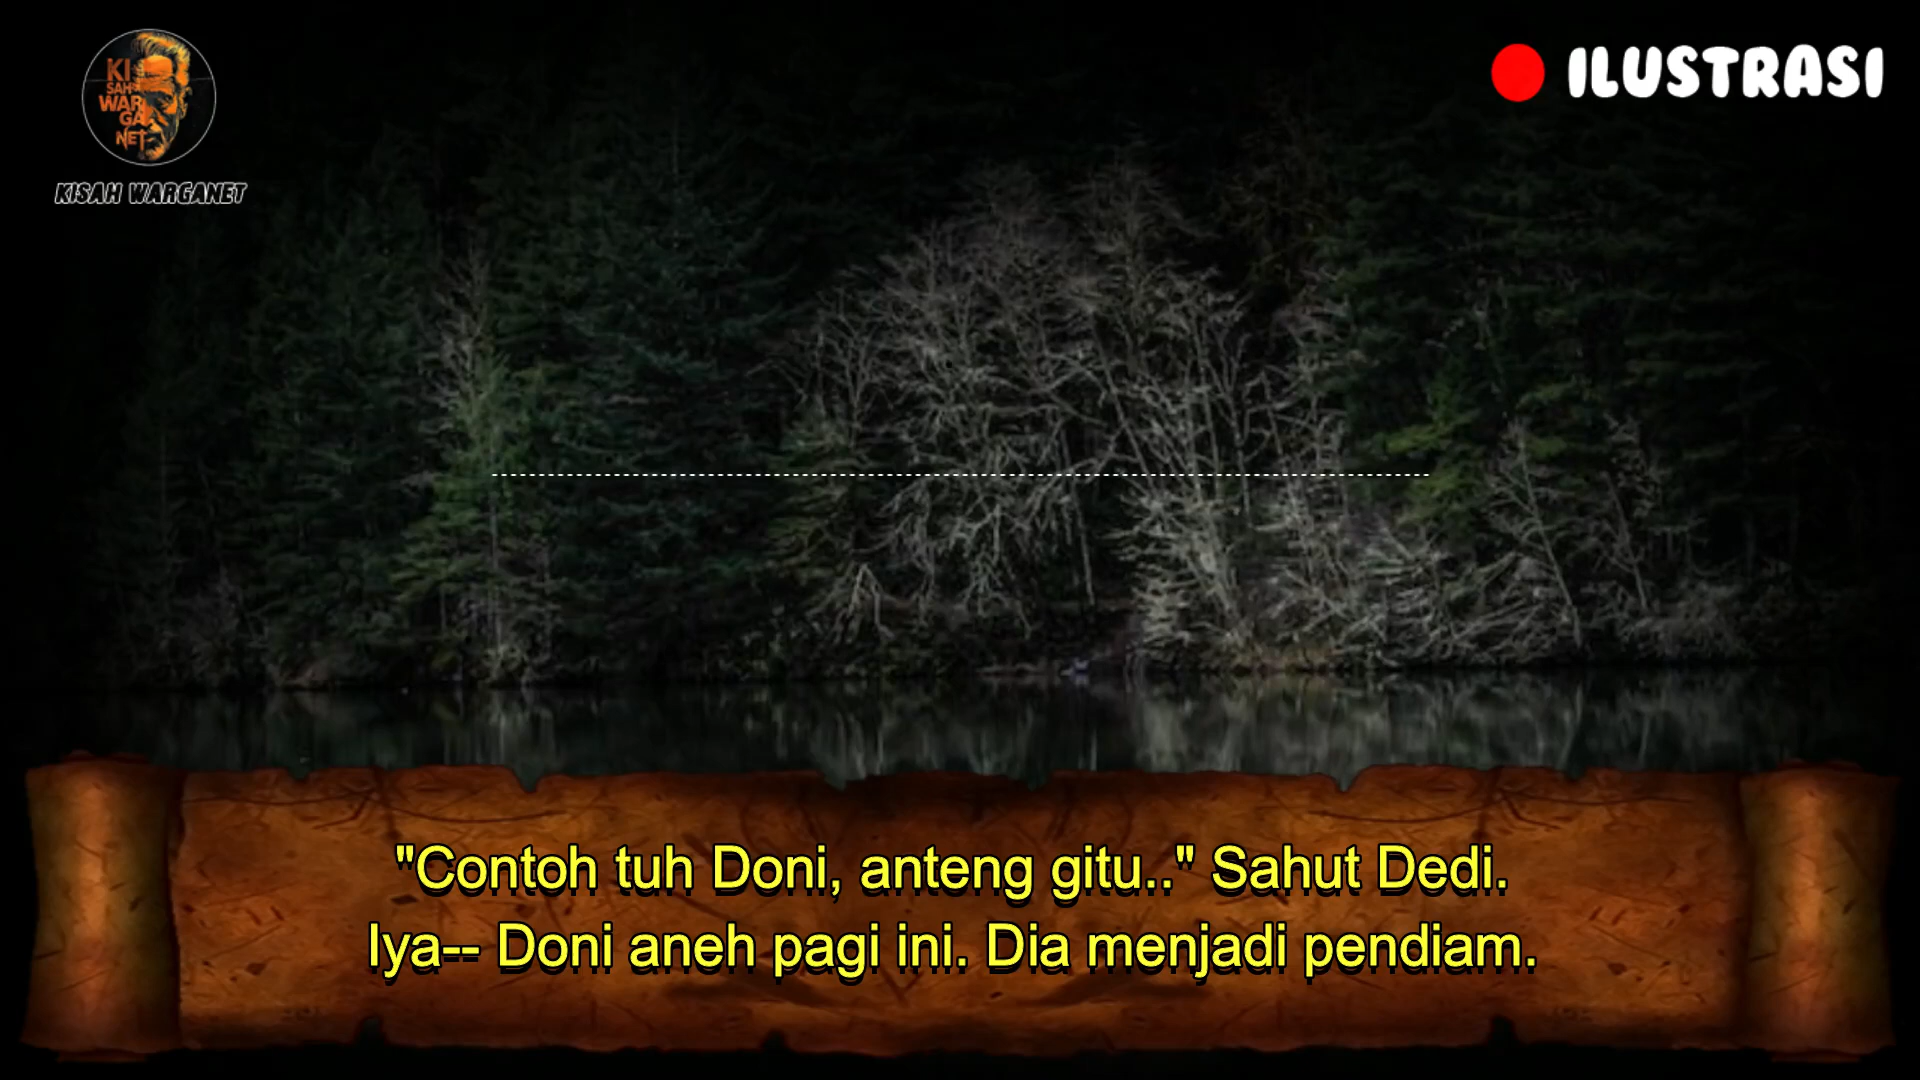 KI
SAH
WAR
GA
NET
KISAH WARGANET
ILUSTRASI
"Contoh tuh Doni, anteng gitu.." Sahut Dedi.
Iya-- Doni aneh pagi ini. Dia menjadi pendiam.